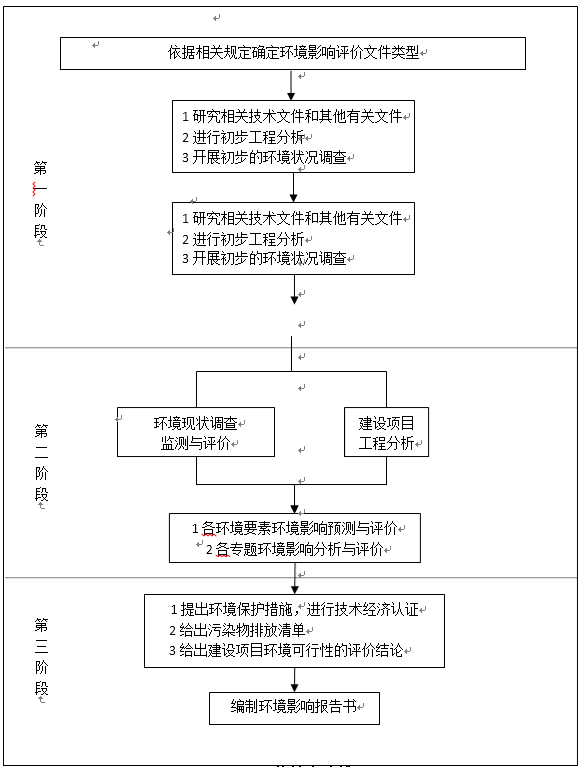 依据相关规定确定环境影响评价文件类型
1 研究相关技术文件和其他有关文件
2 进行初步工程分析
3 开展初步的环境状况调查
第一阶段
1 研究相关技术文件和其他有关文件
2 进行初步工程分析
3 开展初步的环境状况调查
第二阶段
环境现状调查
监测与评价
建设项目
工程分析
1 各环境要素环境影响预测与评价
2 各专题环境影响分析与评价
第三阶段
1 提出环境保护措施，进行技术经济认证
2 给出污染物排放清单
3 给出建设项目环境可行性的评价结论
编制环境影响报告书